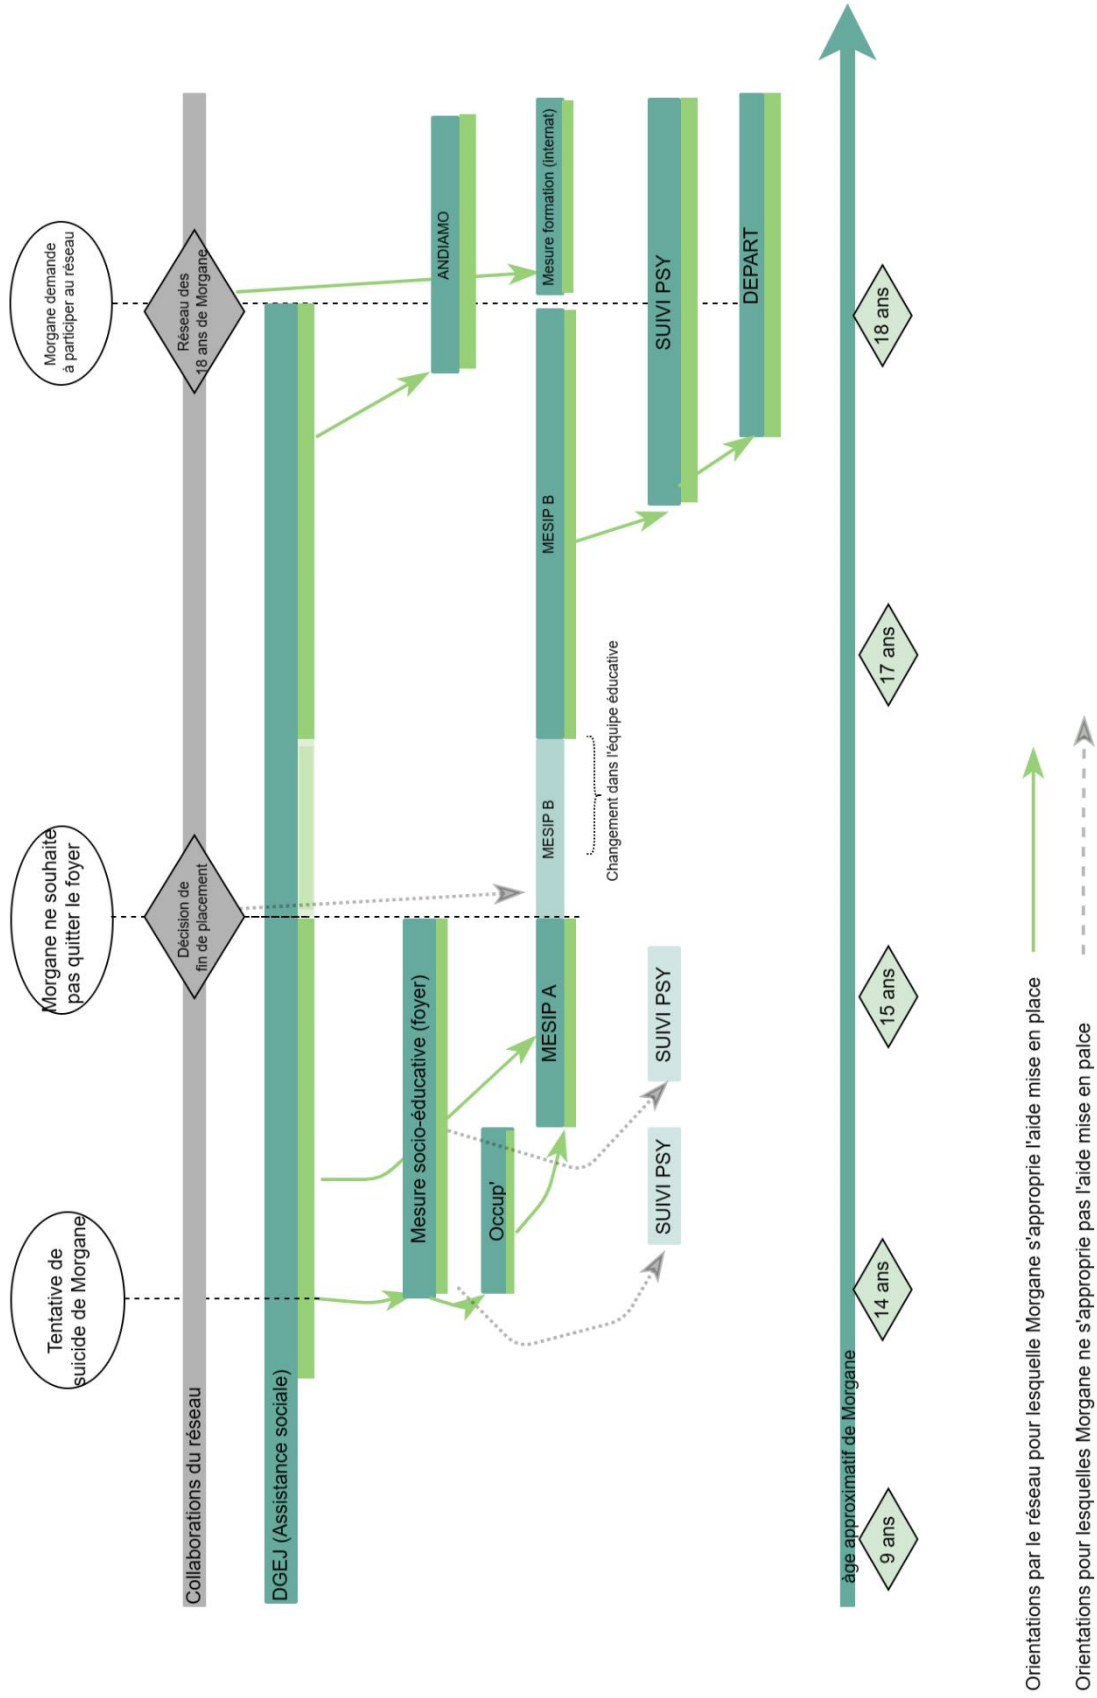 Tentative de
suicide de Morgane
Morgane ne souhaite
pas quitter le foyer
Morgane demande
à participer au réseau
Collaborations du réseau
Décision de
fin de placement
Réseau des
18 ans de Morgane
DGEJ (Assistance sociale)
Mesure socio-éducative (foyer)
ANDIAMO
Occup'
MESIP A
MESIP B
MESIP B
Mesure formation (internat)
Changement dans l'équipe éducative
SUIVI PSY
SUIVI PSY
SUIVI PSY
DEPART
âge approximatif de Morgane
9 ans
14 ans
15 ans
17 ans
18 ans
Orientations par le réseau pour lesquelle Morgane s'approprie l'aide mise en place
Orientations pour lesquelles Morgane ne s'approprie pas l'aide mise en palce